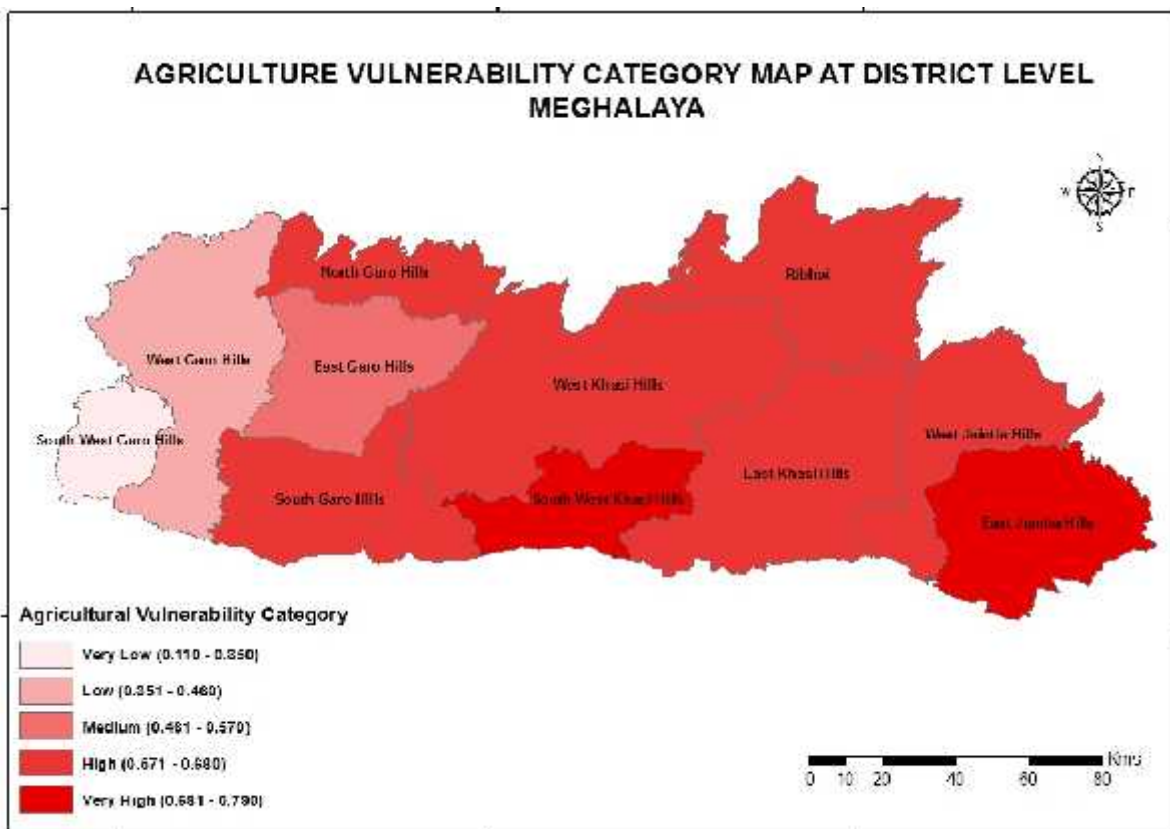 AGRICULTURE VULNERABILITY CATEGORY MAP AT DISTRICT LEVEL
MEGHALAYA
N
W E
S
North Garo Hills
Ribhoi
West Garo Hills
East Garo Hills
West Khasi Hills
South West Garo Hills
West Jaintia Hills
East Khasi Hills
South Garo Hills
South West Khasi Hills
East Jaintia Hills
Agricultural Vulnerability Category
Very Low (0.110 - 0.350)
Low (0.351 - 0.460)
Medium (0.461 - 0.570)
High (0.571 - 0.680)
Very High (0.681 - 0.790)
Kms
0 10 20 40 60 80